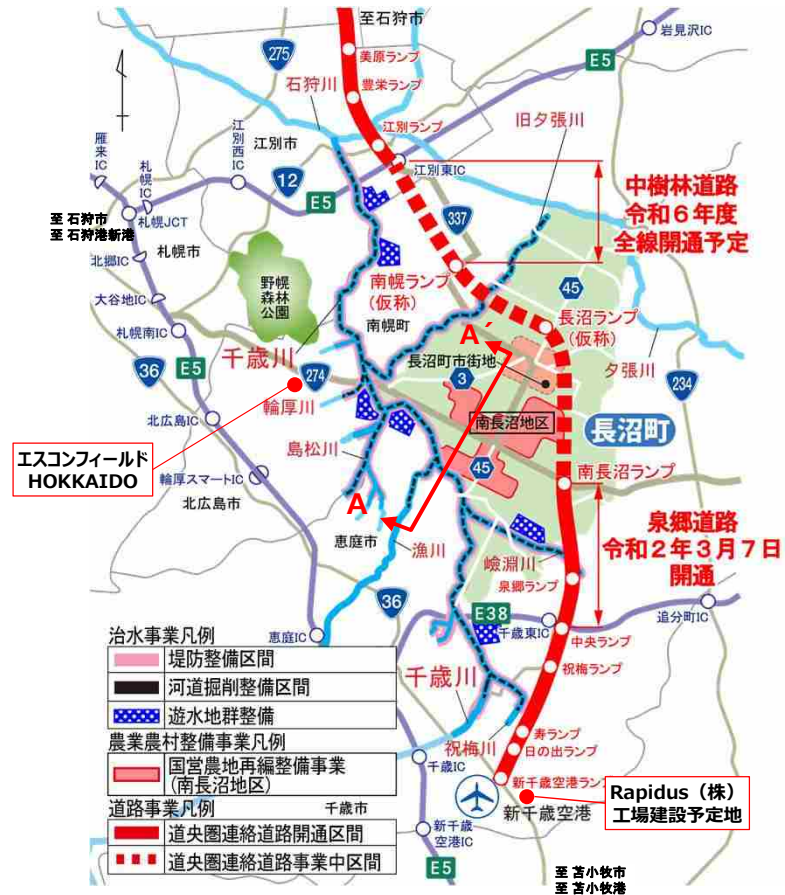 至石狩市
岩見沢IC
275
美原ランプ
E5
石狩川
豊栄ランプ
江別ランプ
旧夕張川
江別市
雁来IC
札幌IC
江別西IC
12
江別東IC
中樹林道路
令和6年度
全線開通予定
E5
337
至 石狩市
至 石狩港新港
札幌JCT
札幌市
北郷IC
野幌
森林
公園
南幌ランプ
(仮称)
45
大谷地IC
南幌町
長沼ランプ
(仮称)
札幌南IC
A´
36
千歳川
長沼町市街地
夕張川
E5
274
3
234
輪厚川
北広島IC
南長沼地区
長沼町
エスコンフィールド
HOKKAIDO
島松川
45
南長沼ランプ
輪厚スマートIC
北広島市
A
恵庭市
漁川
泉郷道路
令和2年3月7日
開通
嶮淵川
泉郷ランプ
36
E38
追分町IC
恵庭IC
千歳東IC
中央ランプ
治水事業凡例
堤防整備区間
河道掘削整備区間
遊水地群整備
祝梅ランプ
千歳川
農業農村整備事業凡例
国営農地再編整備事業
(南長沼地区)
祝梅川
寿ランプ
日の出ランプ
千歳IC
新千歳空港ランプ
道路事業凡例
千歳市
新千歳空港
Rapidus（株）
工場建設予定地
道央圏連絡道路開通区間
道央圏連絡道路事業中区間
新千歳
空港IC
E5
至 苫小牧市
至 苫小牧港